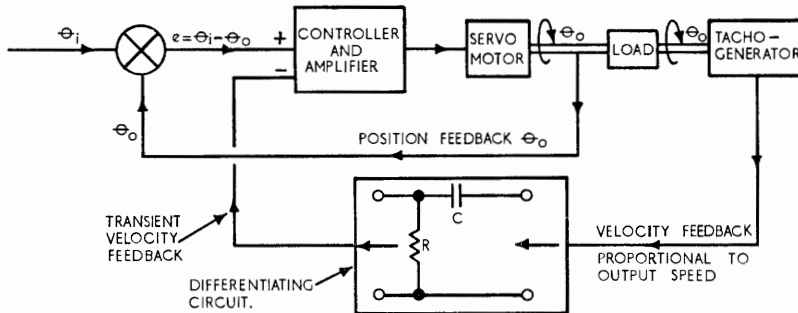 θi
e = θi - θo
+
-
CONTROLLER
AND
AMPLIFIER
SERVO
MOTOR
θo
LOAD
θo
TACHO-
GENERATOR
θo
POSITION FEEDBACK θo
TRANSIENT
VELOCITY
FEEDBACK
C
R
VELOCITY FEEDBACK
PROPORTIONAL TO
OUTPUT SPEED
DIFFERENTIATING
CIRCUIT.